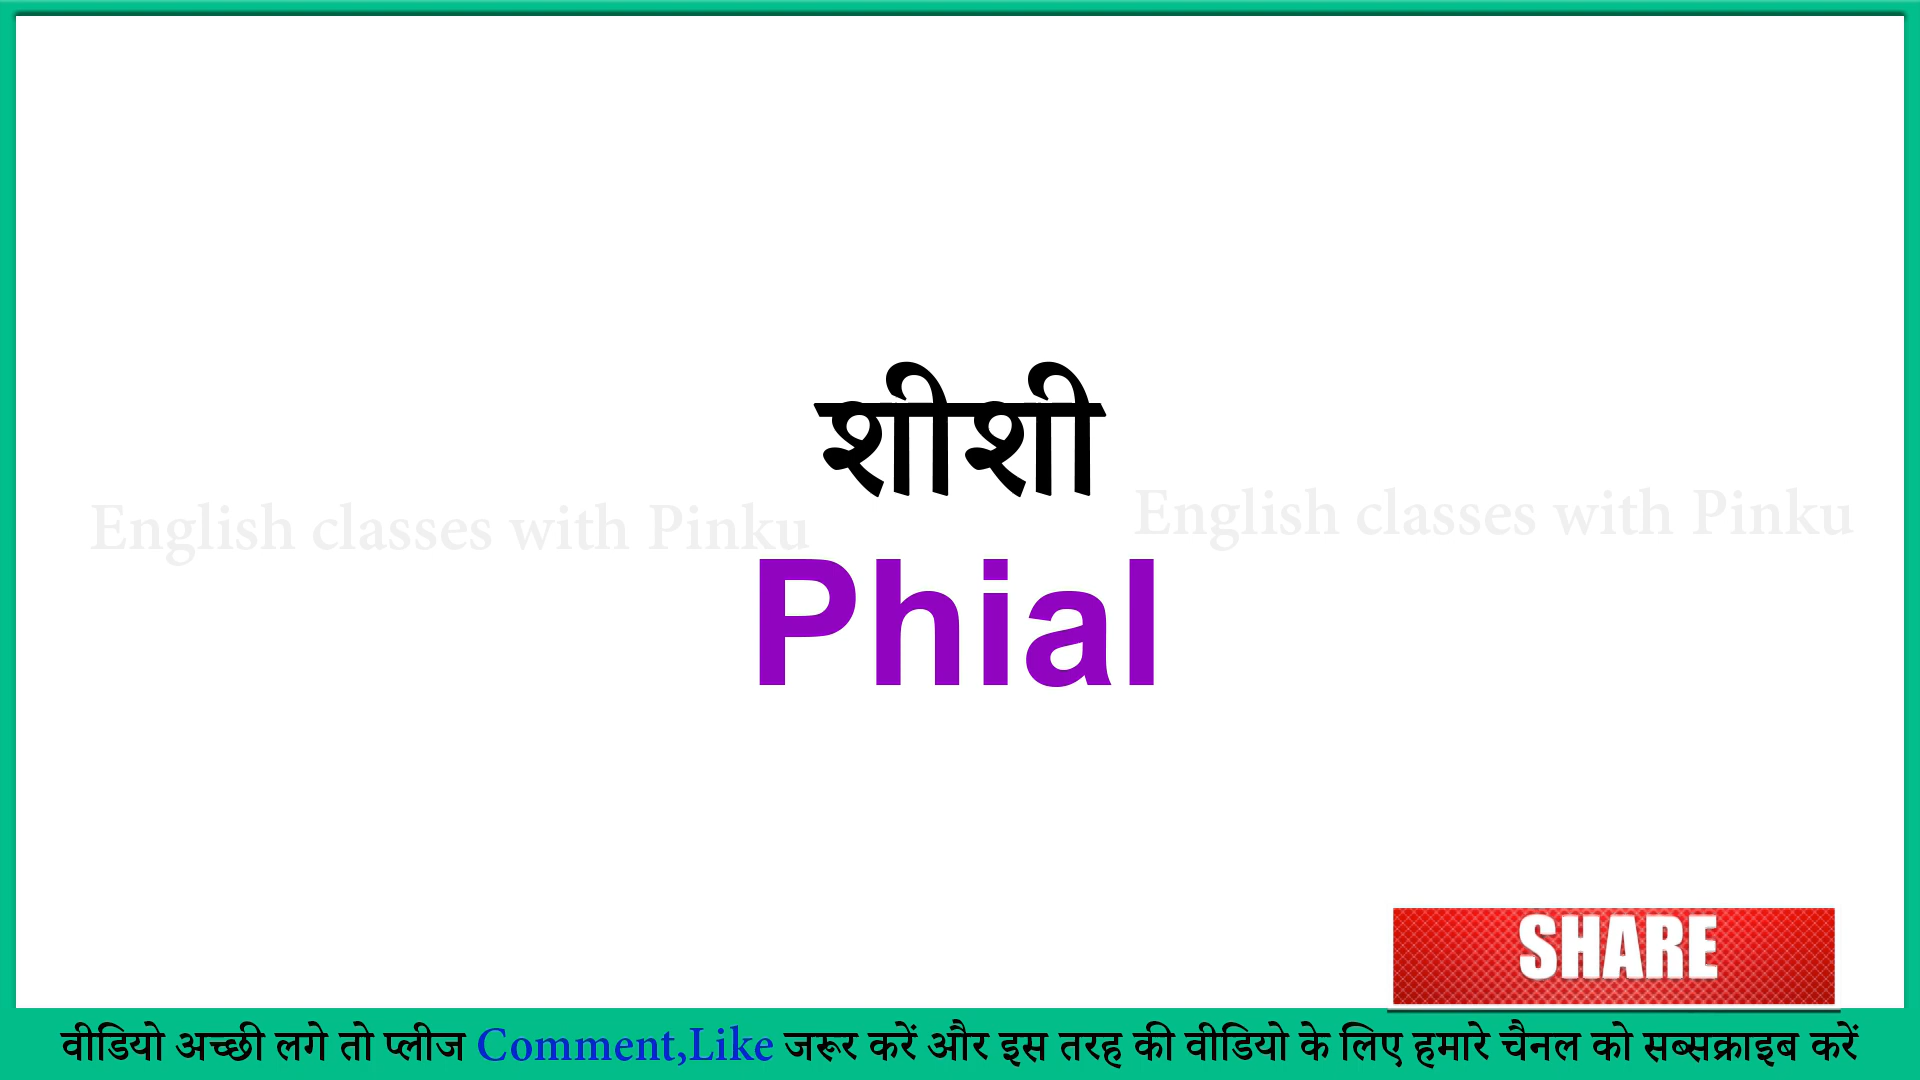 शीशी
English classes with Pinku
English classes with Pinku
Phial
SHARE
वीडियो अच्छी लगे तो प्लीज Comment,Like जरूर करें और इस तरह की वीडियो के लिए हमारे चैनल को सब्सक्राइब करें